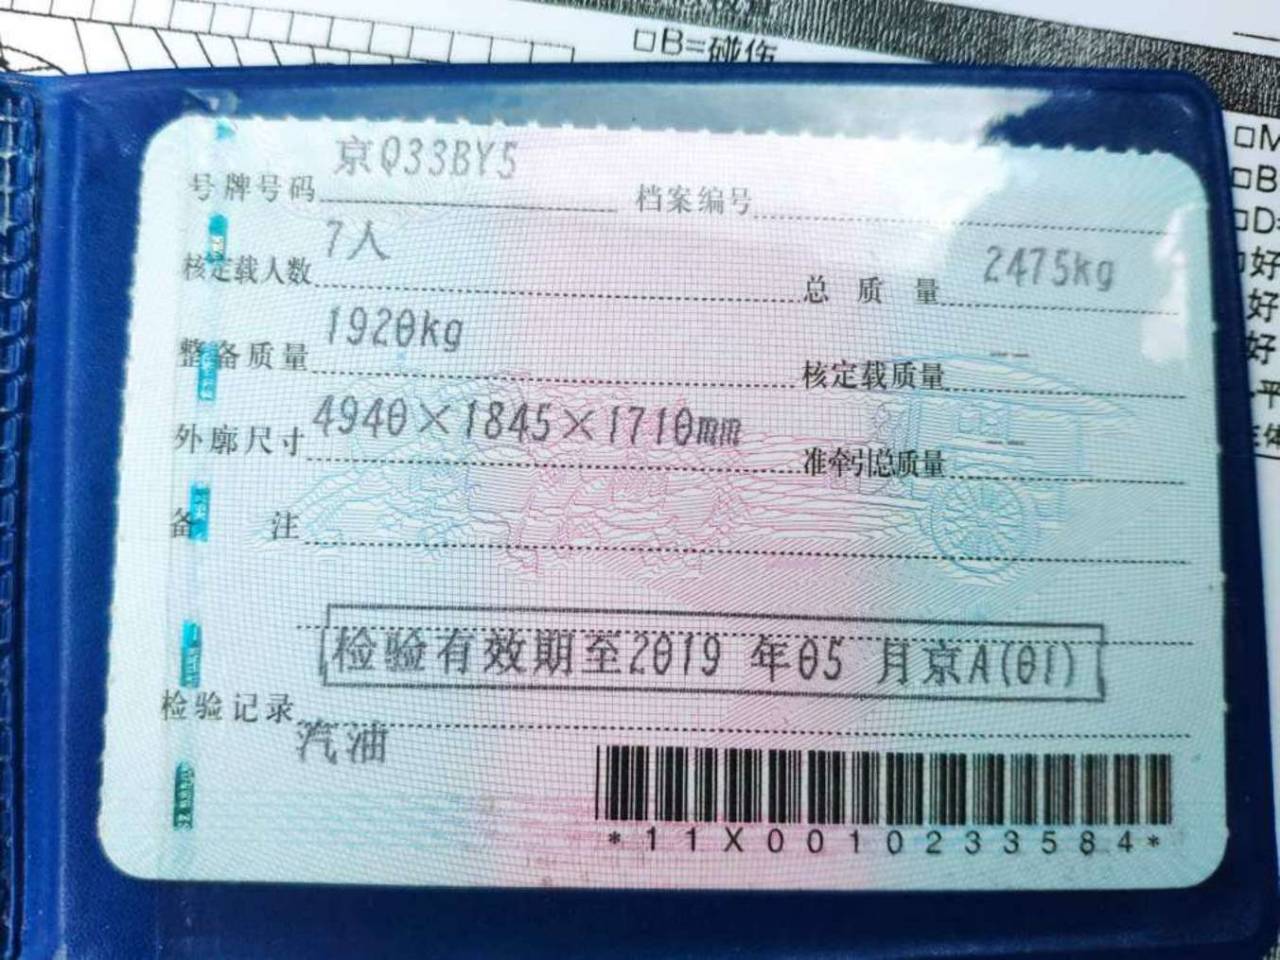 □B=碰伤
号牌号码 京Q33BY5 档案编号
核定载人数 7人 总质量 2475kg
整备质量 1920kg 核定载质量 --
外廓尺寸 4940×1845×1710mm 准牵引总质量 --
备注
检验有效期至2019 年05 月京A(01)
检验记录
汽油
*11X0010233584*
□M
□B
□D=
好
好
好
平